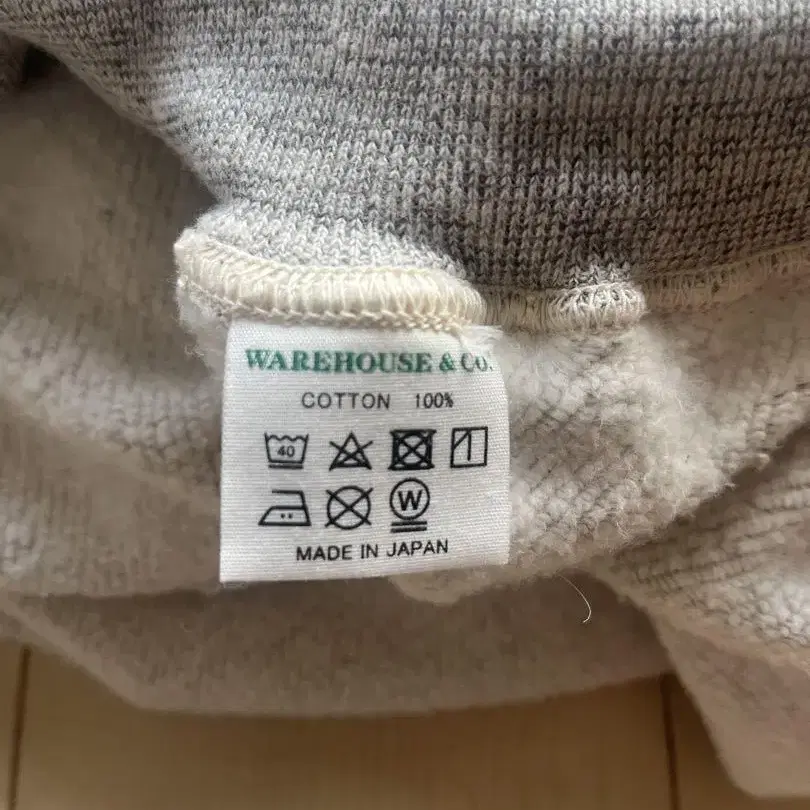 WAREHOUSE & CO.
COTTON 100%
40
W
MADE IN JAPAN